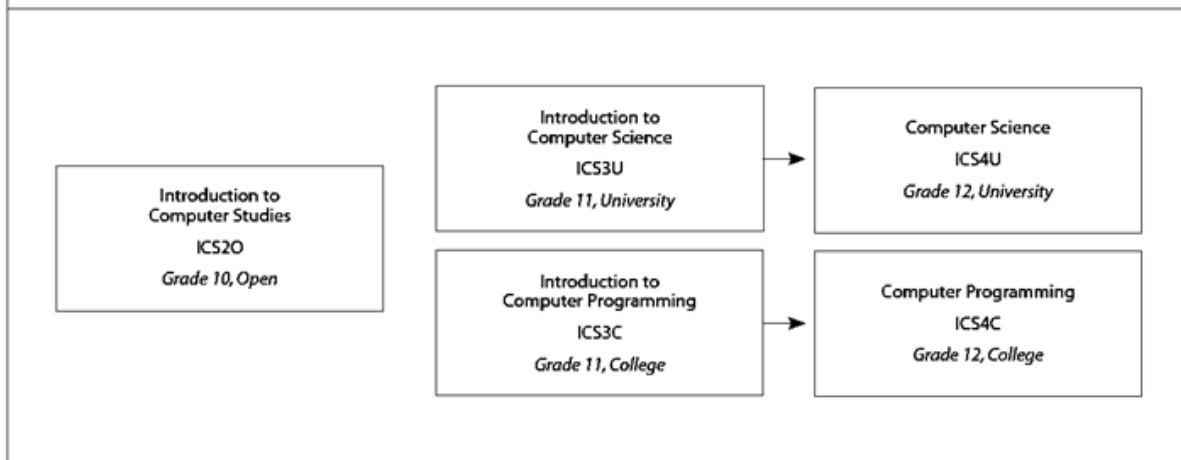 Introduction to
Computer Studies
ICS2O
Grade 10, Open
Introduction to
Computer Science
ICS3U
Grade 11, University
Computer Science
ICS4U
Grade 12, University
Introduction to
Computer Programming
ICS3C
Grade 11, College
Computer Programming
ICS4C
Grade 12, College